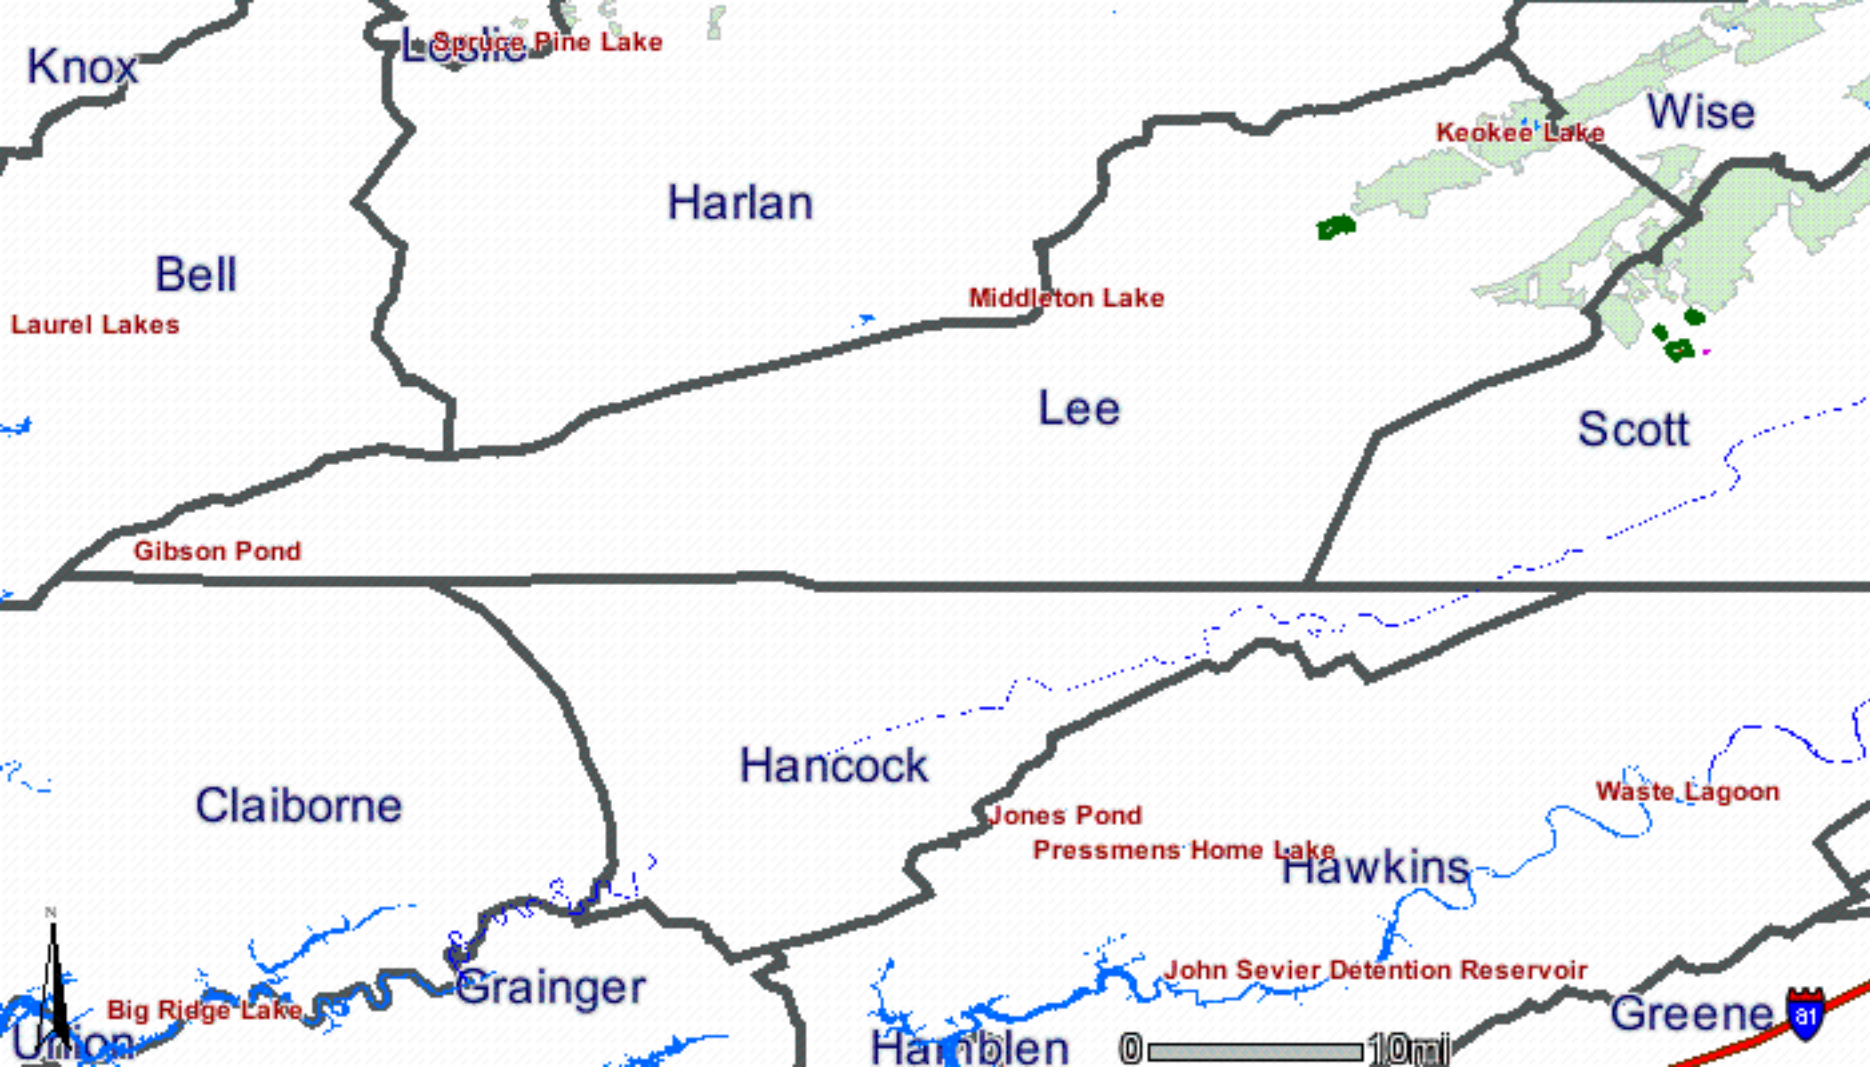 Leslie
Spruce Pine Lake
Knox
Wise
Keokee Lake
Harlan
Bell
Middleton Lake
Laurel Lakes
Lee
Scott
Gibson Pond
Hancock
Waste Lagoon
Claiborne
Jones Pond
Pressmens Home Lake
Hawkins
N
John Sevier Detention Reservoir
Grainger
Big Ridge Lake
Greene
81
Union
Hamblen
0 10mi